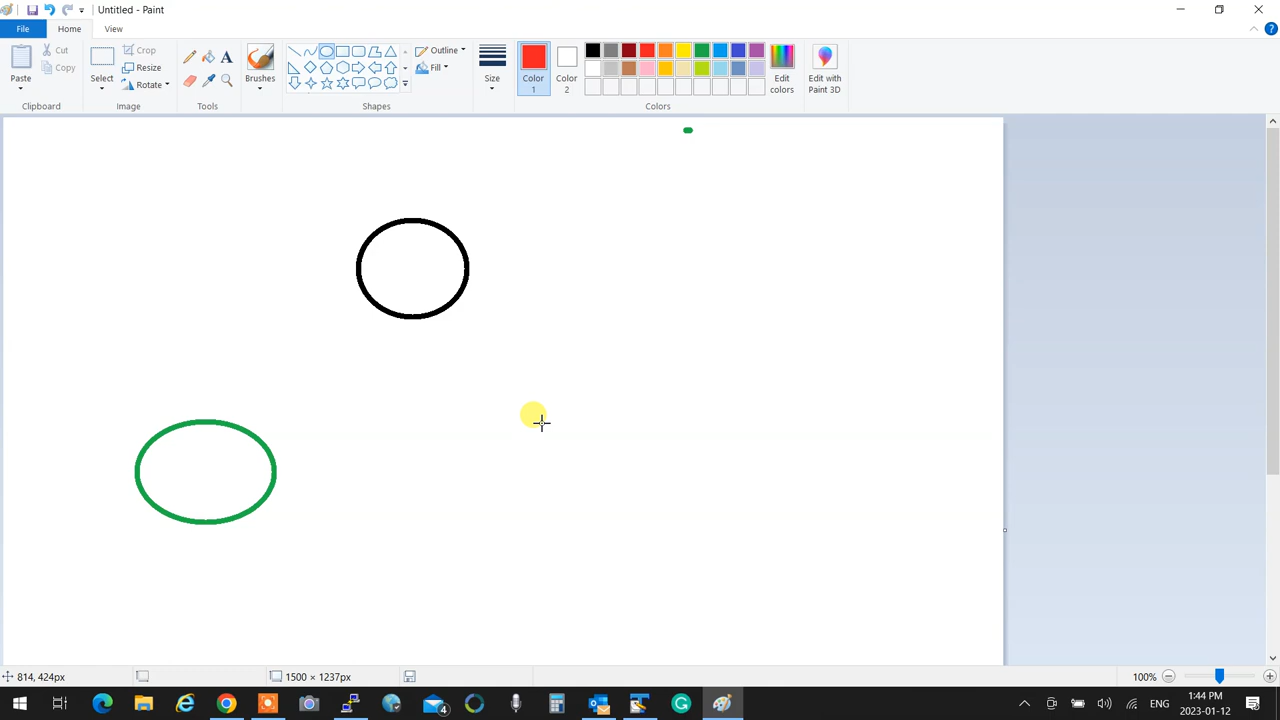 Untitled - Paint
File Home View
Paste
Cut
Copy
Clipboard
Select
Crop
Resize
Rotate
Image
Tools
Brushes
Outline
Fill
Shapes
Size
Color 1
Color 2
Edit colors
Colors
Edit with Paint 3D
814, 424px
1500 × 1237px
100%
4
ENG
1:44 PM
2023-01-12